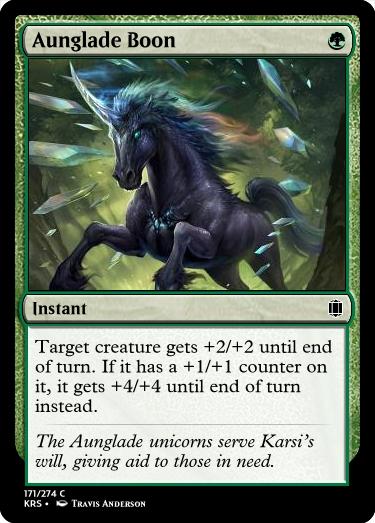 Aunglade Boon
Instant
Target creature gets +2/+2 until end
of turn. If it has a +1/+1 counter on
it, it gets +4/+4 until end of turn
instead.
The Aunglade unicorns serve Karsi's
will, giving aid to those in need.
171/274 C
KRS • Travis Anderson